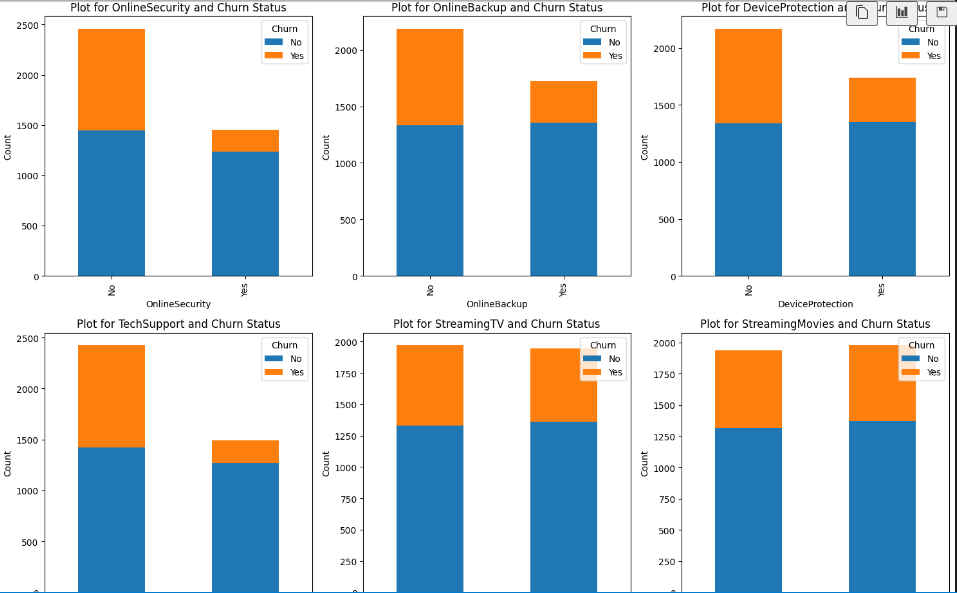 Plot for OnlineSecurity and Churn Status
2500
2000
1500
1000
500
0
Count
Churn
No
Yes
No
Yes
OnlineSecurity
Plot for OnlineBackup and Churn Status
2000
1500
1000
500
0
Count
Churn
No
Yes
No
Yes
OnlineBackup
Plot for DeviceProtection
2000
1500
1000
500
0
Count
Churn
No
Yes
No
Yes
DeviceProtection
Plot for TechSupport and Churn Status
2500
2000
1500
1000
500
Count
Churn
No
Yes
Plot for StreamingTV and Churn Status
2000
1750
1500
1250
1000
750
500
250
Count
Churn
No
Yes
Plot for StreamingMovies and Churn Status
2000
1750
1500
1250
1000
750
500
250
Count
Churn
No
Yes